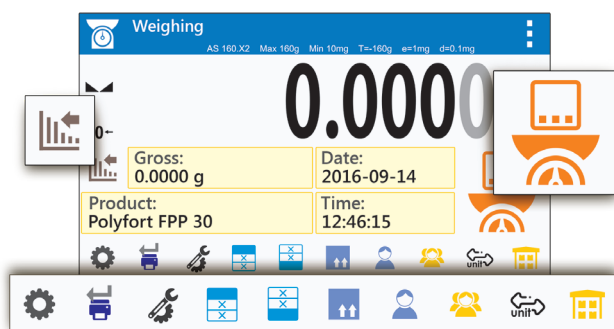 Weighing
AS 160.X2 Max 160g Min 10mg T=-160g e=1mg d=0.1mg
0.0000
0←
Gross:
0.0000 g
Date:
2016-09-14
Product:
Polyfort FPP 30
Time:
12:46:15
unit
unit